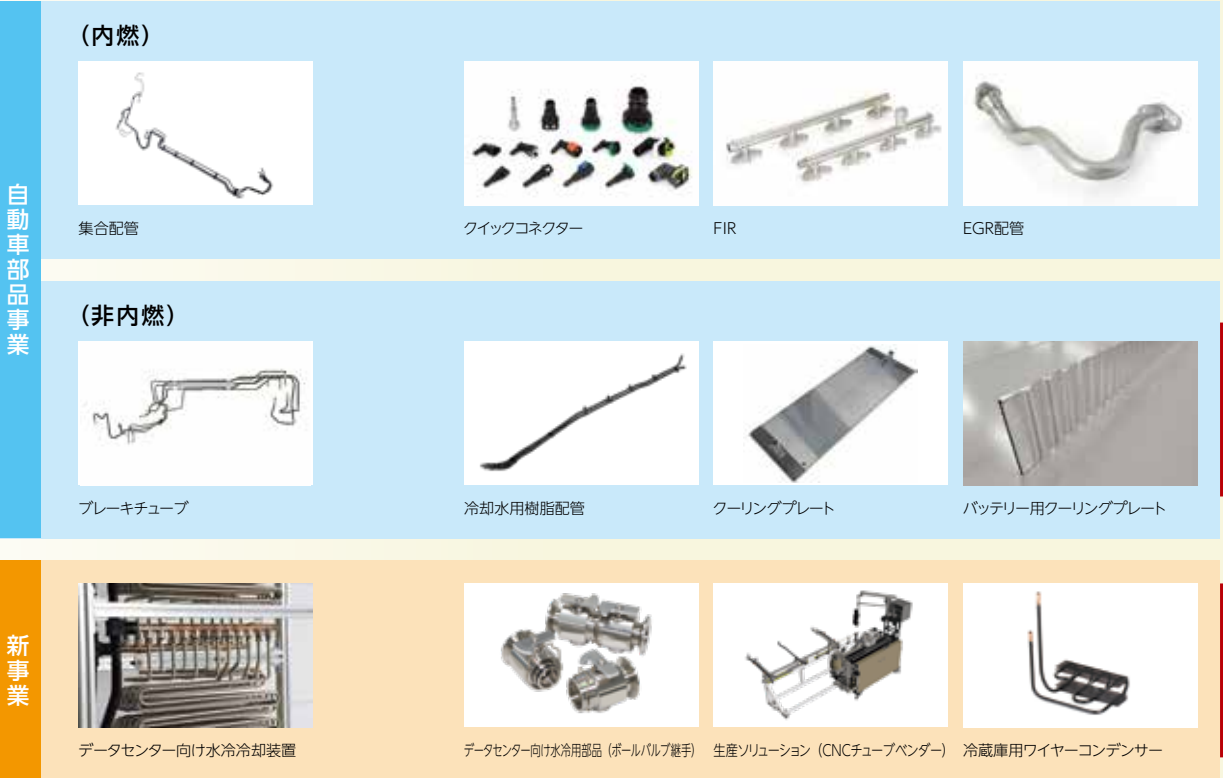 自動車部品事業
(内燃)
集合配管
クイックコネクター
FIR
EGR配管
(非内燃)
ブレーキチューブ
冷却水用樹脂配管
クーリングプレート
バッテリー用クーリングプレート
新事業
データセンター向け水冷冷却装置
データセンター向け水冷用部品(ボールバルブ継手)
生産ソリューション(CNCチューブベンダー)
冷蔵庫用ワイヤーコンデンサー